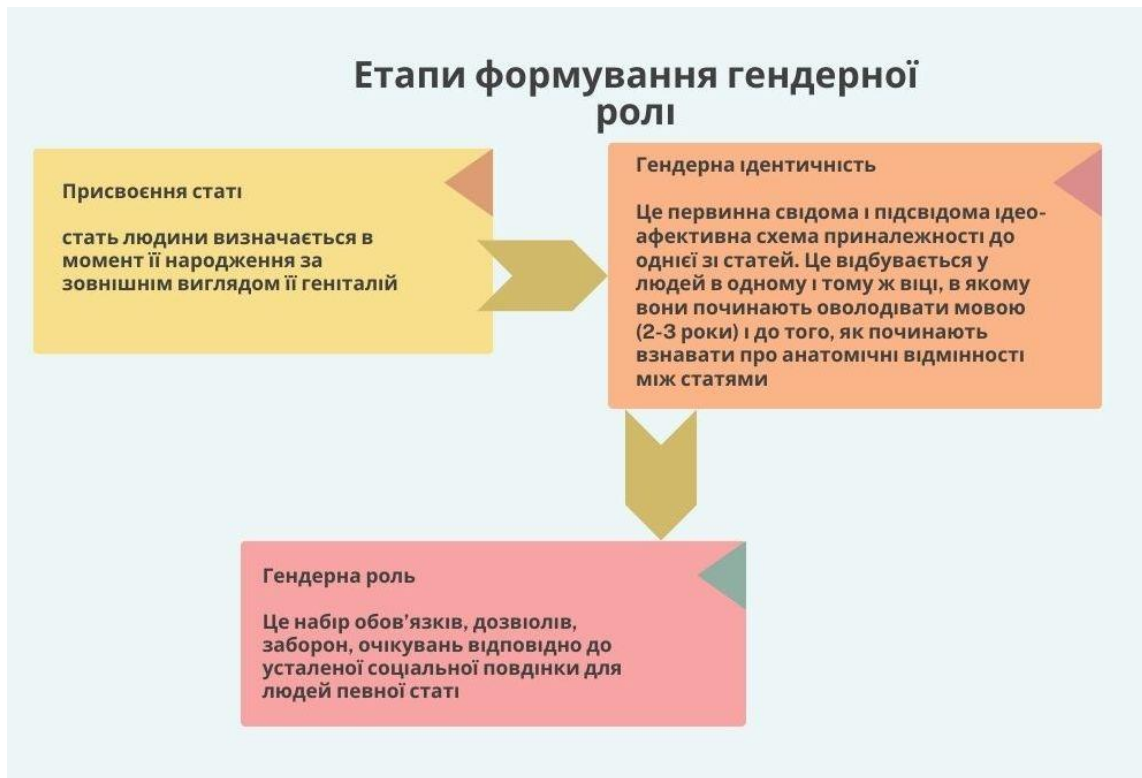 Етапи формування гендерної
ролі
Присвоєння статі
стать людини визначається в
момент її народження за
зовнішнім виглядом її геніталій
Гендерна ідентичність
Це первинна свідома і підсвідома ідео-
афективна схема приналежності до
однієї зі статей. Це відбувається у
людей в одному і тому ж віці, в якому
вони починають оволодівати мовою
(2-3 роки) і до того, як починають
взнавати про анатомічні відмінності
між статями
Гендерна роль
Це набір обов’язків, дозвіолів,
заборон, очікувань відповідно до
усталеної соціальної повдінки для
людей певної статі